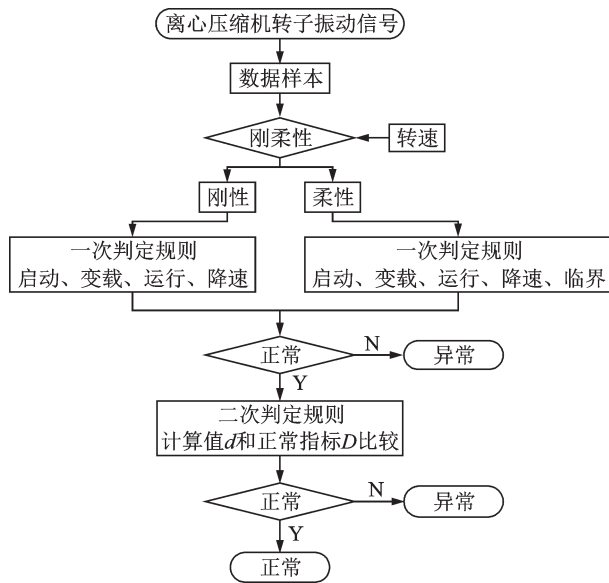 离心压缩机转子振动信号
数据样本
刚柔性
转速
刚性
柔性
一次判定规则
启动、变载、运行、降速
一次判定规则
启动、变载、运行、降速、临界
正常
N
异常
Y
二次判定规则
计算值d和正常指标D比较
正常
N
异常
Y
正常